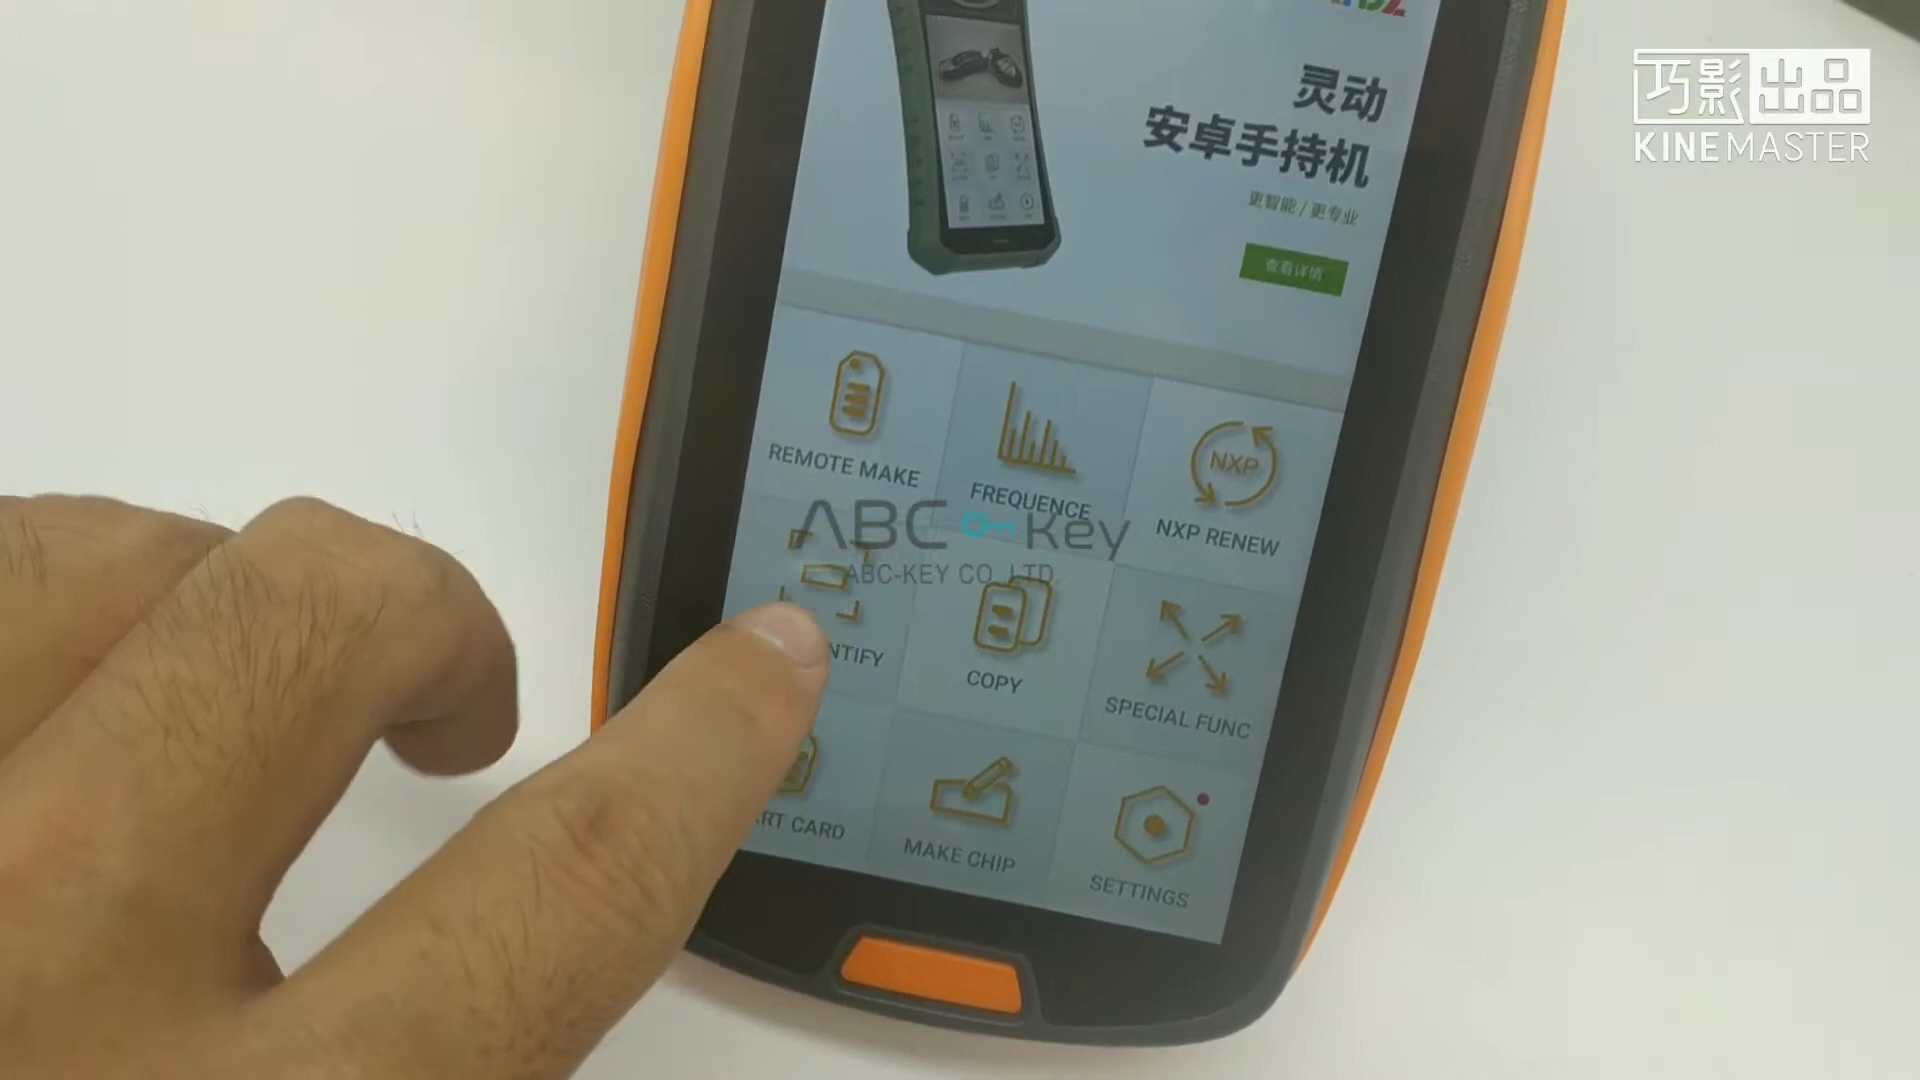 巧影出品
KINEMASTER
灵动
安卓手持机
更智能 / 更专业
查看详情
REMOTE MAKE
FREQUENCE
NXP
NXP RENEW
ABC Key
ABC-KEY CO.,LTD.
COPY
SPECIAL FUNC
CARD
MAKE CHIP
SETTINGS